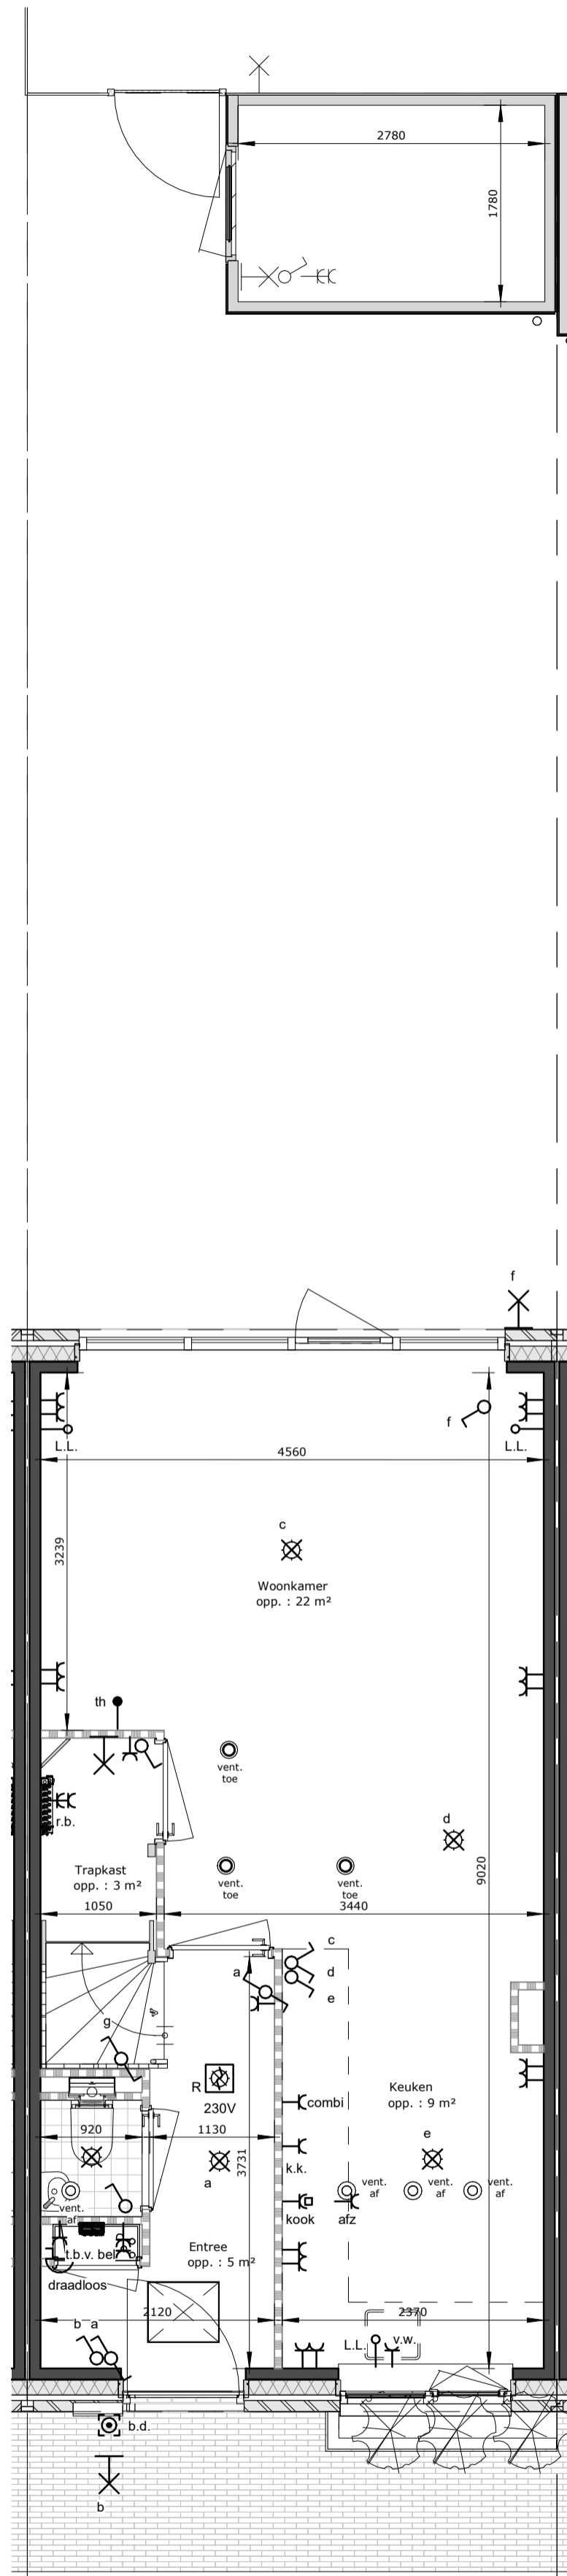 2780
1780
f
f
L.L.
L.L.
4560
3239
c
Woonkamer
opp. : 22 m²
th
vent.
toe
r.b.
d
9020
Trapkast
opp. : 3 m²
vent.
toe
vent.
toe
1050
3440
c
a
d
e
g
R
230V
Keuken
opp. : 9 m²
combi
920
1130
3731
e
k.k.
a
vent.
af
vent.
af
vent.
af
vent.
af
kook
afz
Entree
opp. : 5 m²
t.b.v. bel
draadloos
2120
2370
b a
L.L.
v.w.
b.d.
b